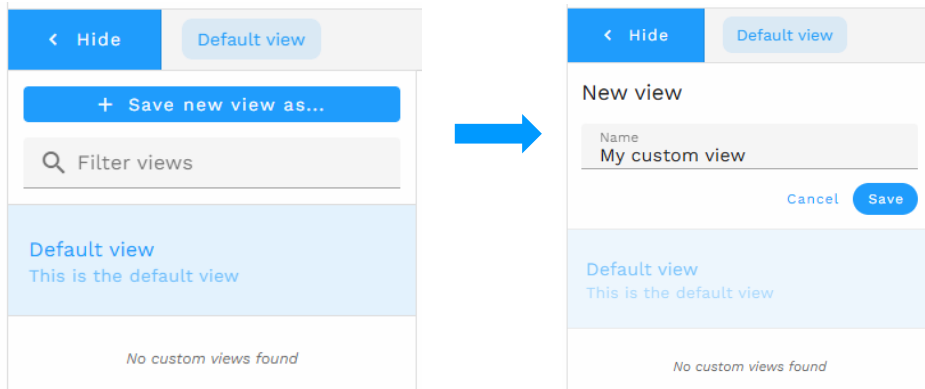 Hide
Default view
+ Save new view as...
Filter views
Default view
This is the default view
No custom views found
Hide
Default view
New view
Name
My custom view
Cancel
Save
Default view
This is the default view
No custom views found